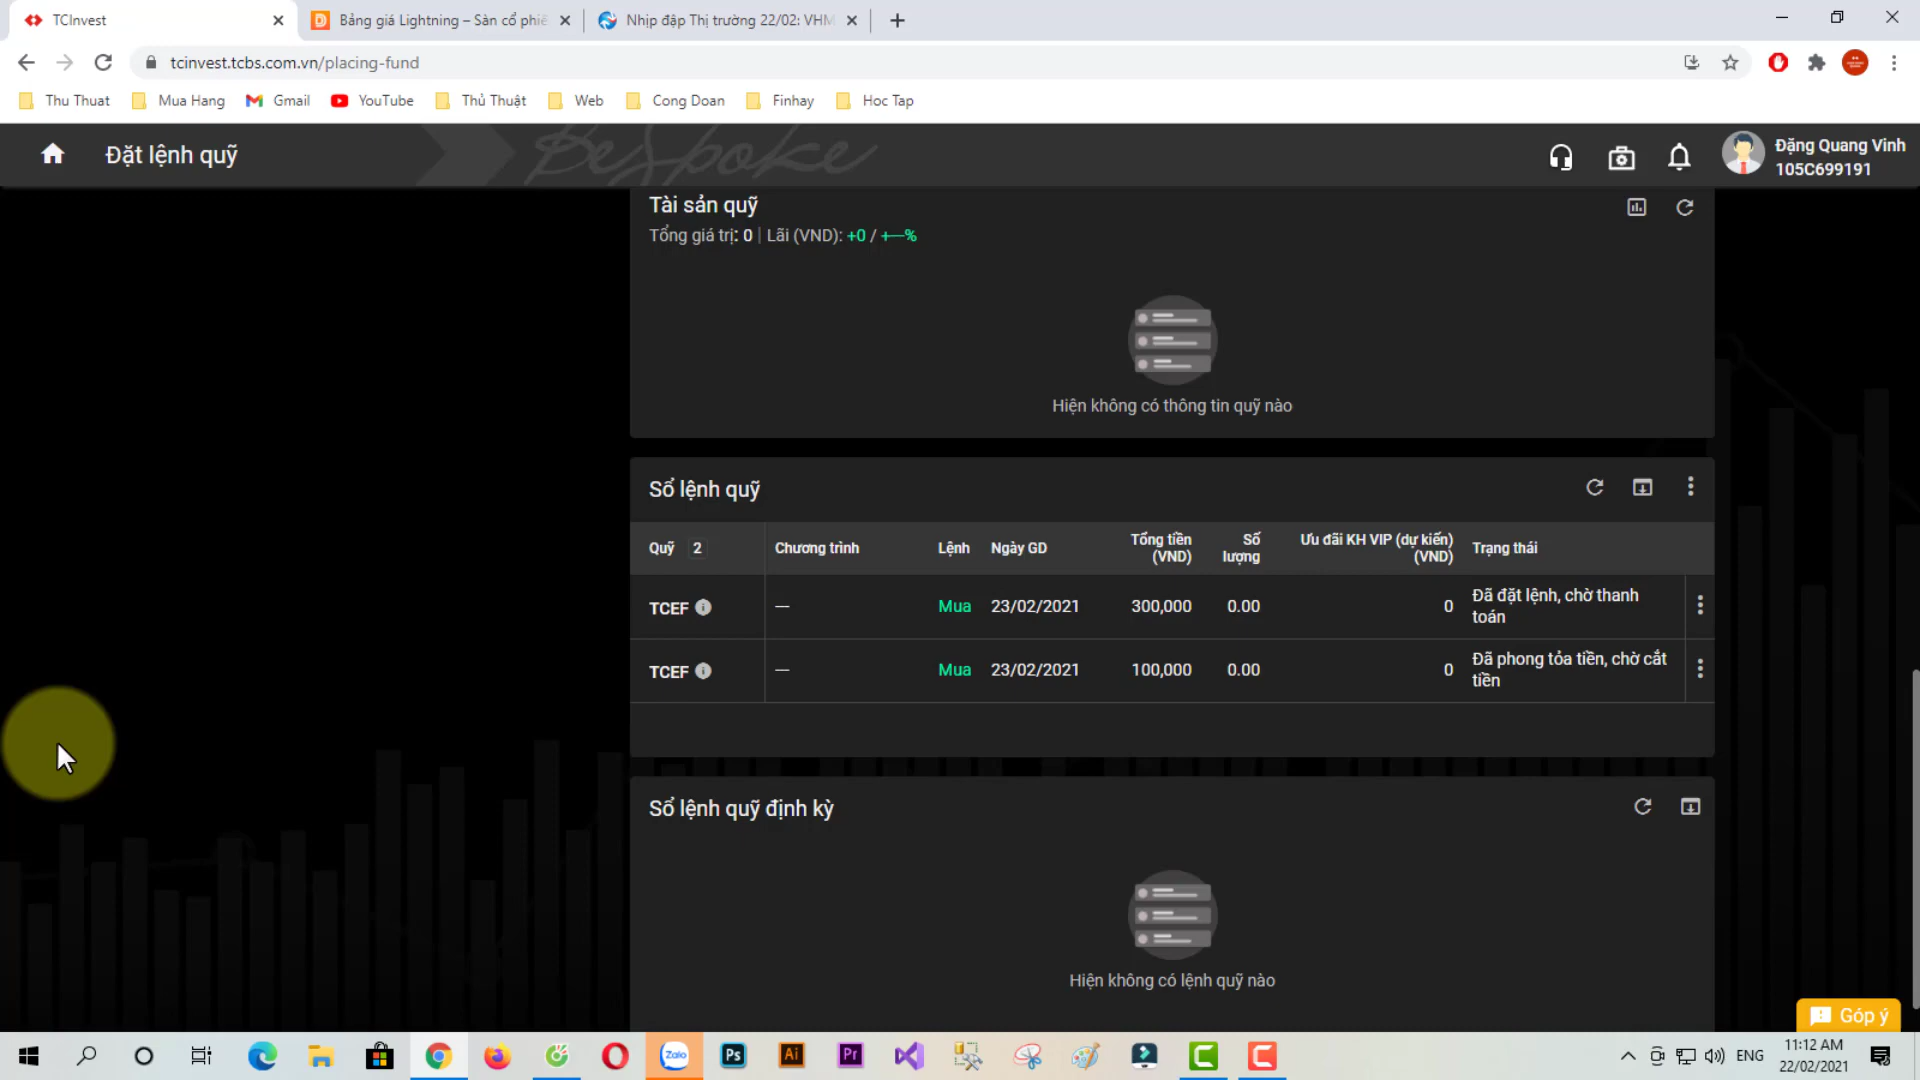 TCInvest
Bảng giá Lightning – Sàn cổ phiế
Nhịp đập Thị trường 22/02: VHM
tcinvest.tcbs.com.vn/placing-fund
Thu Thuat
Mua Hang
Gmail
YouTube
Thủ Thuật
Web
Cong Doan
Finhay
Hoc Tap
Đặt lệnh quỹ
Bespoke
Đặng Quang Vinh
105C699191
Tài sản quỹ
Tổng giá trị: 0 | Lãi (VND): +0 / +—%
Hiện không có thông tin quỹ nào
Sổ lệnh quỹ
Quỹ 2 Chương trình Lệnh Ngày GD Tổng tiền (VND) Số lượng Ưu đãi KH VIP (dự kiến) (VND) Trạng thái
TCEF — Mua 23/02/2021 300,000 0.00 0 Đã đặt lệnh, chờ thanh toán
TCEF — Mua 23/02/2021 100,000 0.00 0 Đã phong tỏa tiền, chờ cắt tiền
Sổ lệnh quỹ định kỳ
Hiện không có lệnh quỹ nào
Góp ý
Zalo
Ps
Ai
Pr
ENG
11:12 AM
22/02/2021